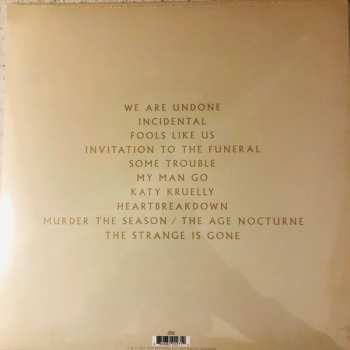 WE ARE UNDONE
INCIDENTAL
FOOLS LIKE US
INVITATION TO THE FUNERAL
SOME TROUBLE
MY MAN GO
KATY KRUELLY
HEARTBREAKDOWN
MURDER THE SEASON / THE AGE NOCTURNE
THE STRANGE IS GONE